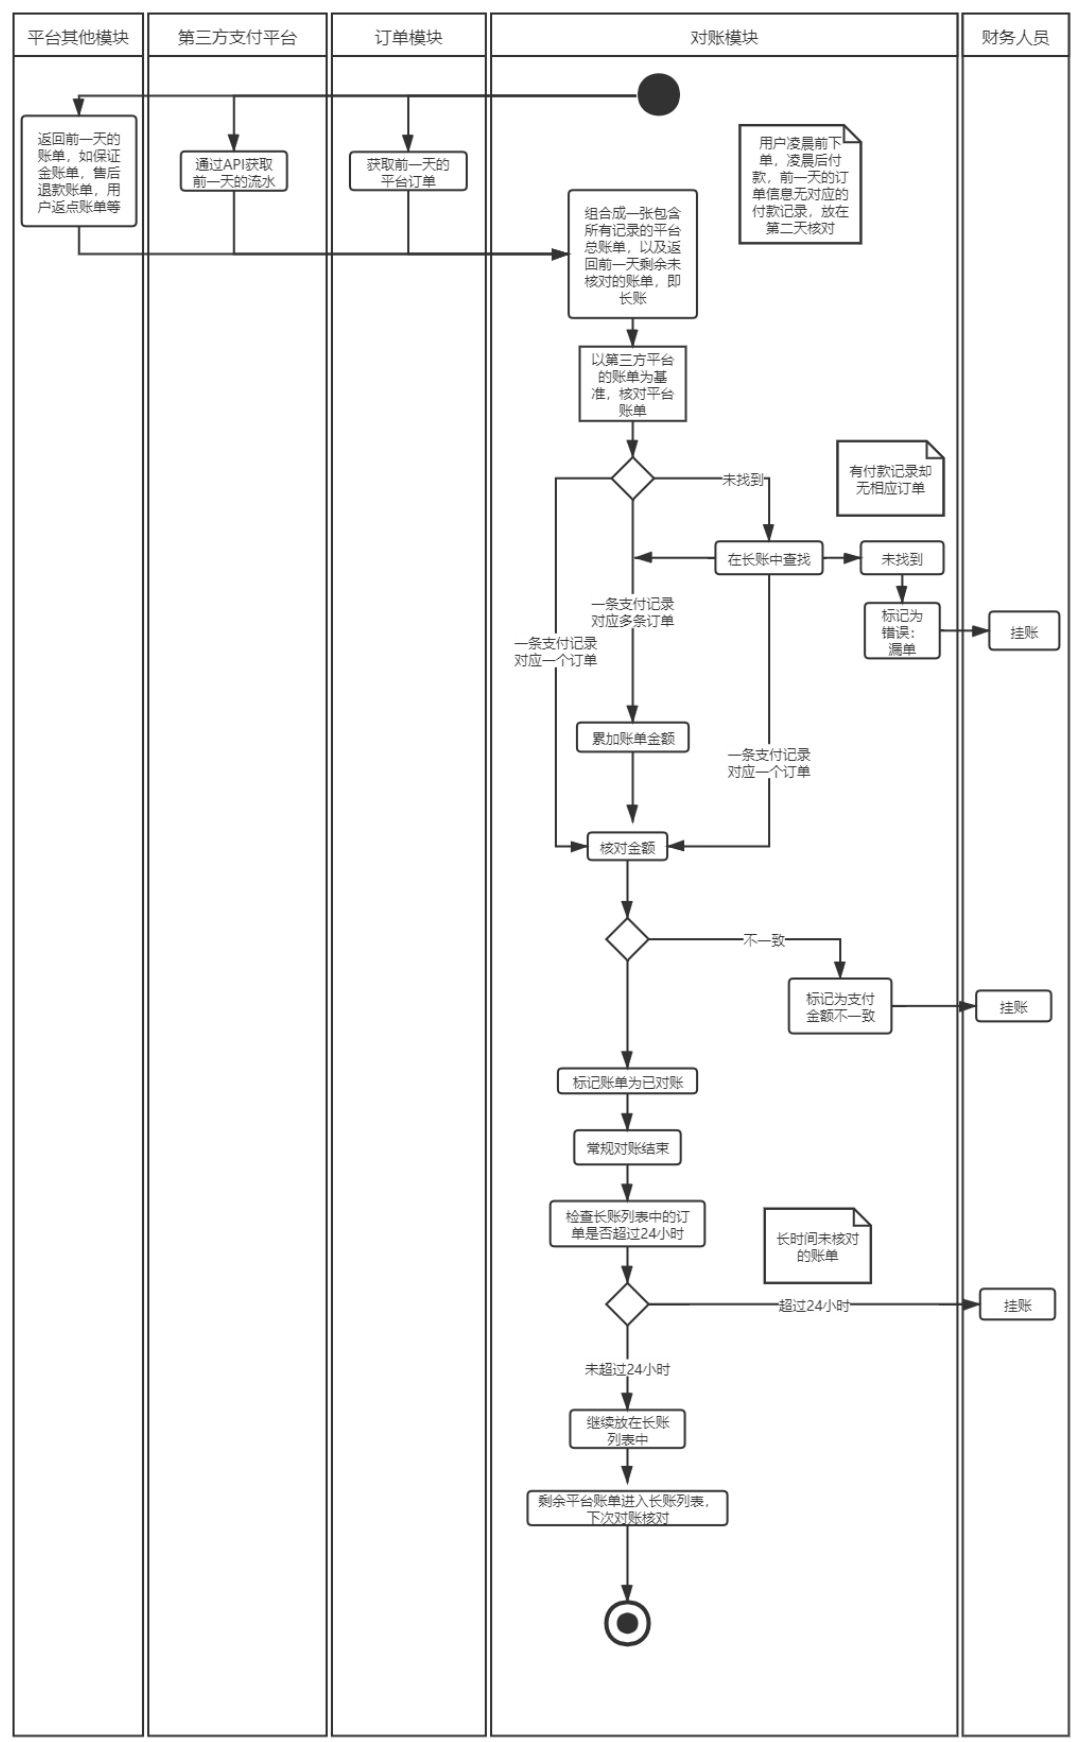 平台其他模块
第三方支付平台
订单模块
对账模块
财务人员
返回前一天的
账单，如保证
金账单，售后
退款账单，用
户返点账单等
通过API获取
前一天的流水
获取前一天的
平台订单
用户凌晨前下
单，凌晨后付
款，前一天的订
单信息无对应的
付款记录，放在
第二天核对
组合成一张包含
所有记录的平台
总账单，以及返
回前一天剩余未
核对的账单，即
长账
以第三方平台
的账单为基
准，核对平台
账单
有付款记录却
无相应订单
未找到
在长账中查找
未找到
一条支付记录
对应多条订单
标记为
错误：
漏单
挂账
一条支付记录
对应一个订单
累加账单金额
一条支付记录
对应一个订单
核对金额
不一致
标记为支付
金额不一致
挂账
标记账单为已对账
常规对账结束
检查长账列表中的订
单是否超过24小时
长时间未核对
的账单
超过24小时
挂账
未超过24小时
继续放在长账
列表中
剩余平台账单进入长账列表，
下次对账核对